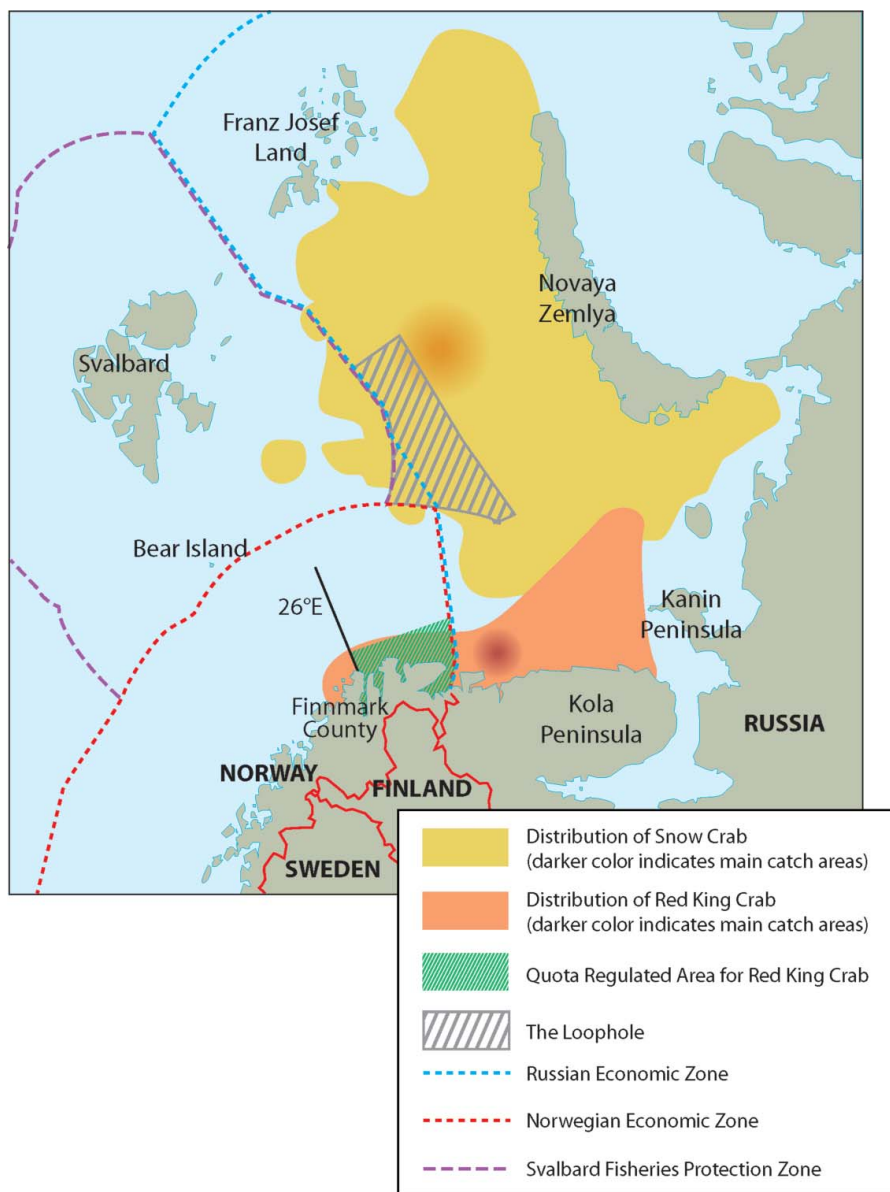 Franz Josef
Land
Novaya
Zemlya
Svalbard
Bear Island
26°E
Kanin
Peninsula
Finnmark
County
Kola
Peninsula
RUSSIA
NORWAY
FINLAND
SWEDEN
Distribution of Snow Crab
(darker color indicates main catch areas)
Distribution of Red King Crab
(darker color indicates main catch areas)
Quota Regulated Area for Red King Crab
The Loophole
Russian Economic Zone
Norwegian Economic Zone
Svalbard Fisheries Protection Zone